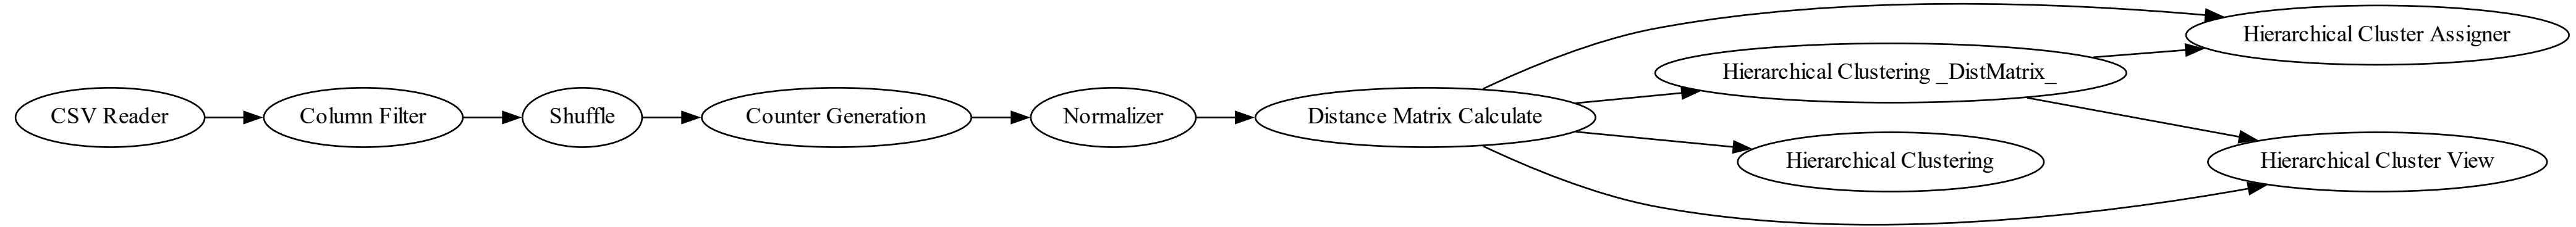 CSV Reader
Column Filter
Shuffle
Counter Generation
Normalizer
Distance Matrix Calculate
Hierarchical Clustering _DistMatrix_
Hierarchical Clustering
Hierarchical Cluster Assigner
Hierarchical Cluster View